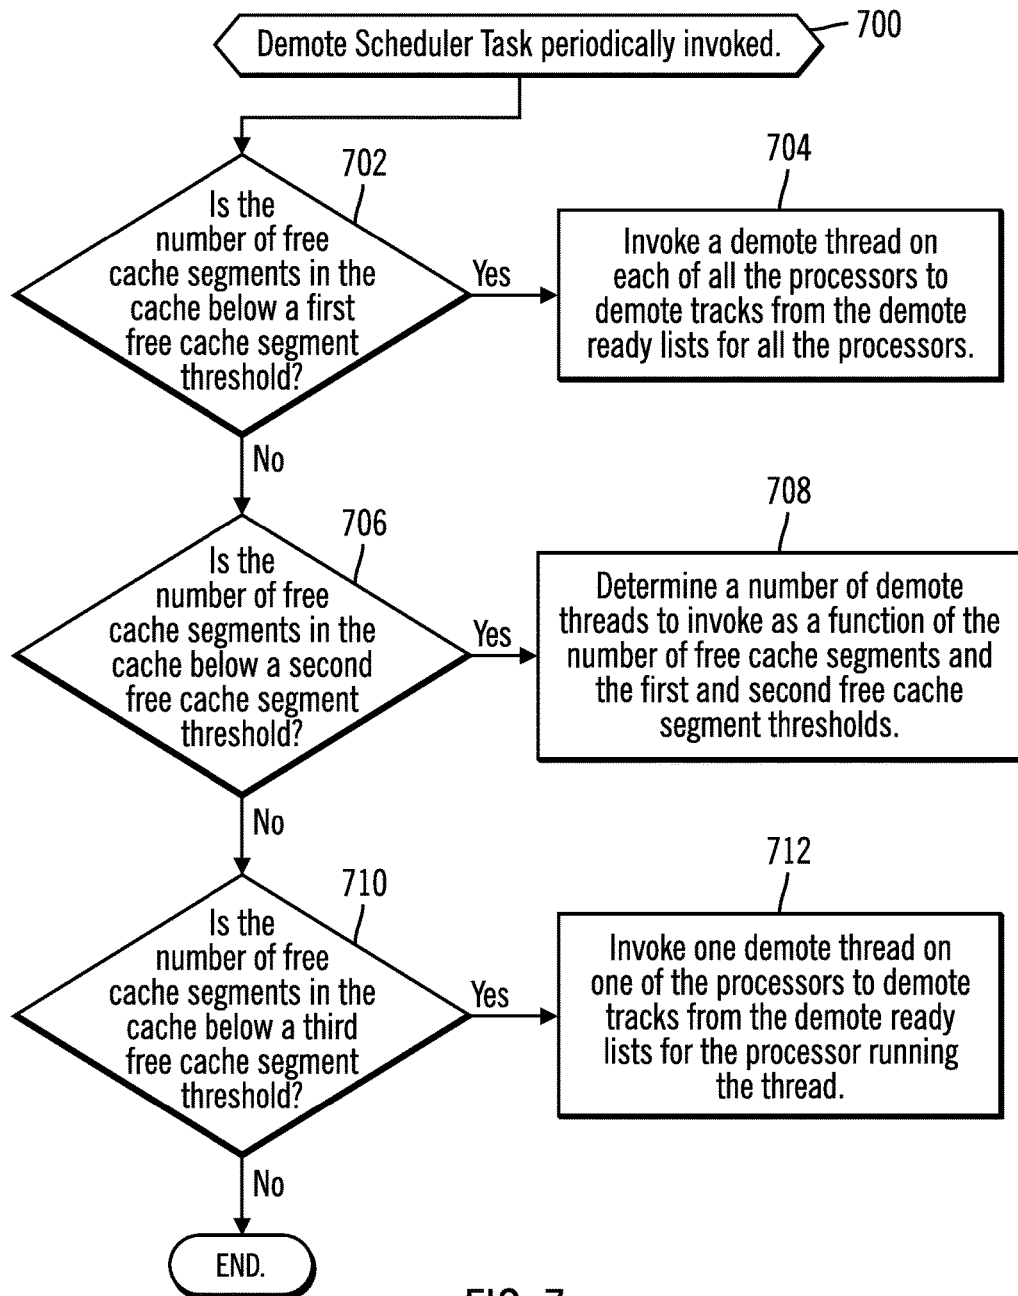 Demote Scheduler Task periodically invoked.
700
702
Is the
number of free
cache segments in the
cache below a first
free cache segment
threshold?
Yes
704
Invoke a demote thread on
each of all the processors to
demote tracks from the demote
ready lists for all the processors.
No
706
Is the
number of free
cache segments in the
cache below a second
free cache segment
threshold?
Yes
708
Determine a number of demote
threads to invoke as a function of the
number of free cache segments and
the first and second free cache
segment thresholds.
No
710
Is the
number of free
cache segments in the
cache below a third
free cache segment
threshold?
Yes
712
Invoke one demote thread on
one of the processors to demote
tracks from the demote ready
lists for the processor running
the thread.
No
END.
FIG. 7